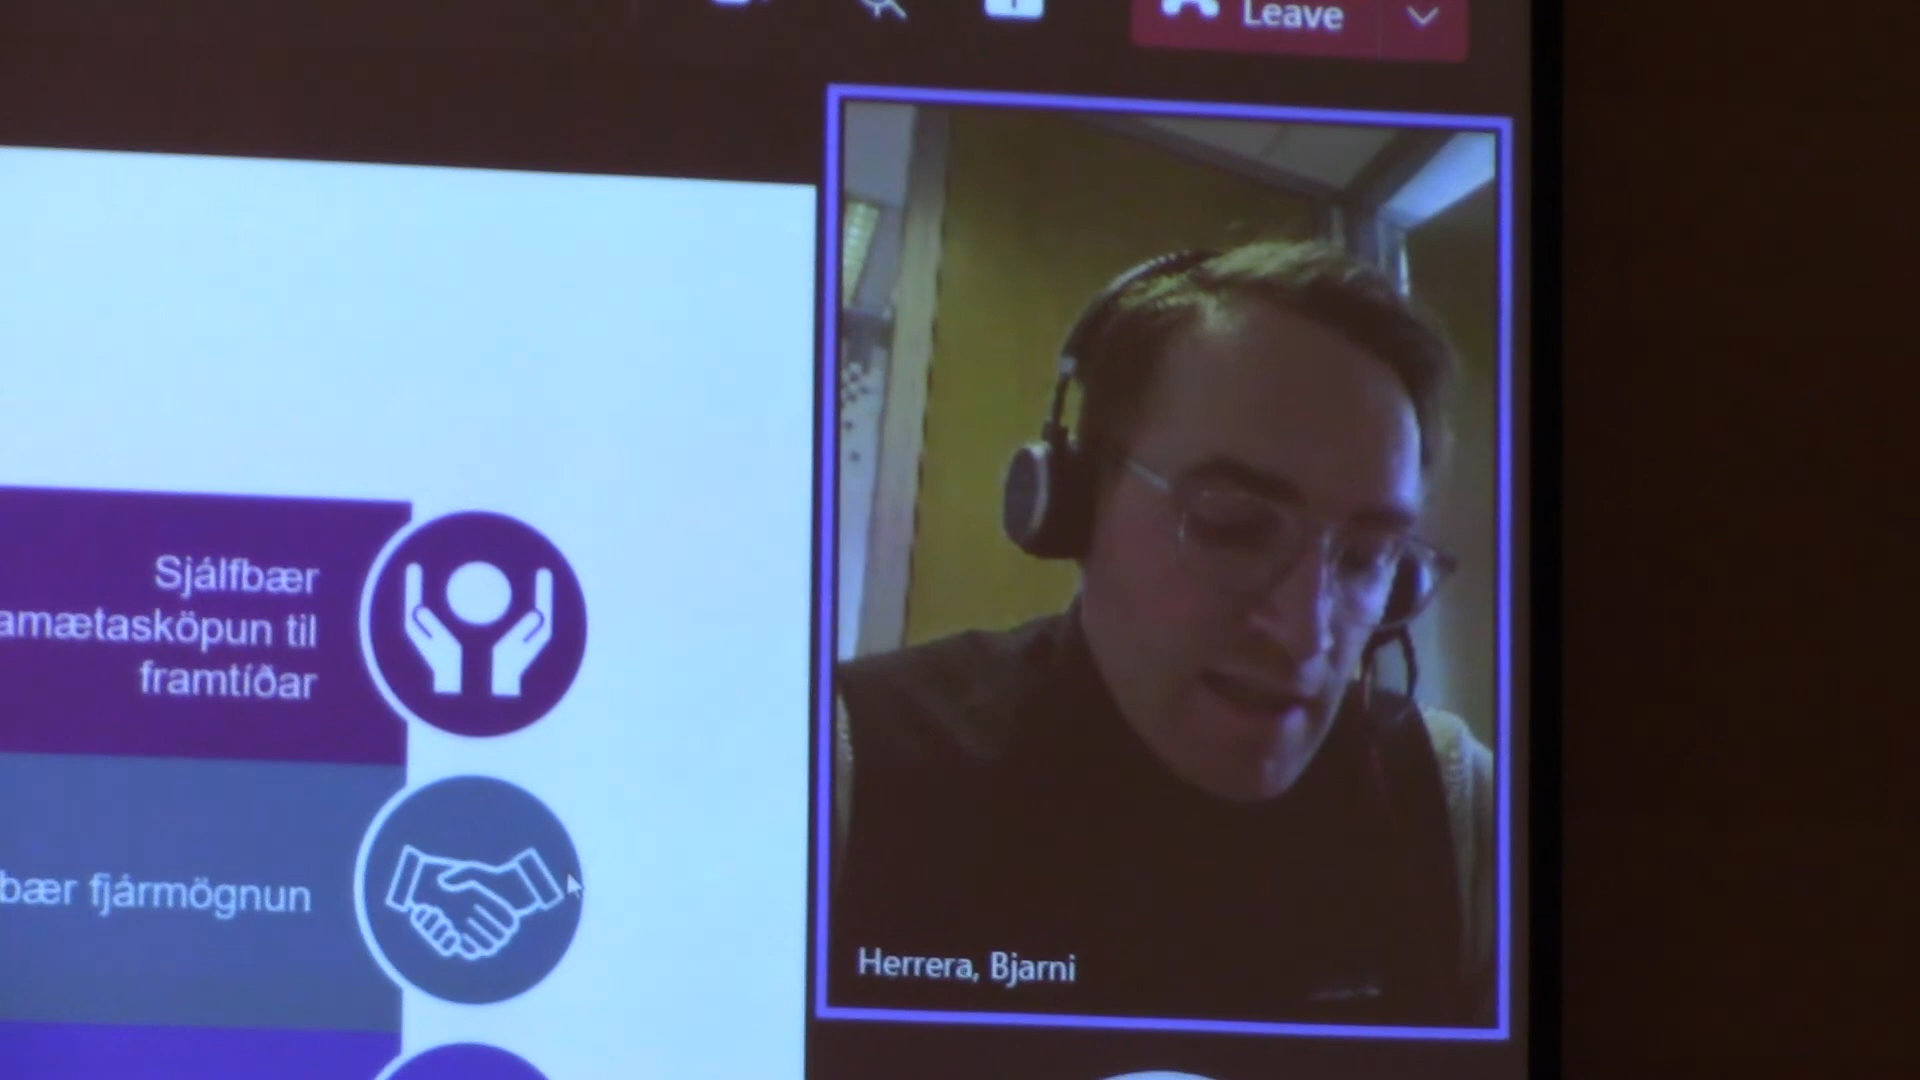 Leave
Sjálfbær
amætasköpun til
framtíðar
bær fjármögnun
Herrera, Bjarni